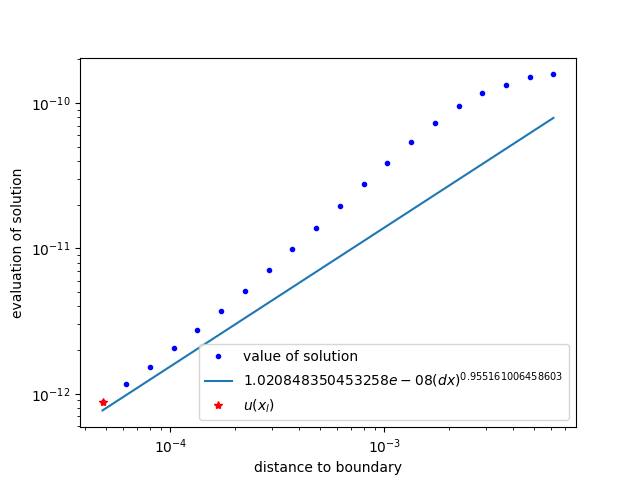 10⁻¹⁰
10⁻¹¹
10⁻¹²
evaluation of solution
value of solution
1.020848350453258e − 08(dx)^0.955161006458603
u(x_l)
10⁻⁴ 10⁻³
distance to boundary